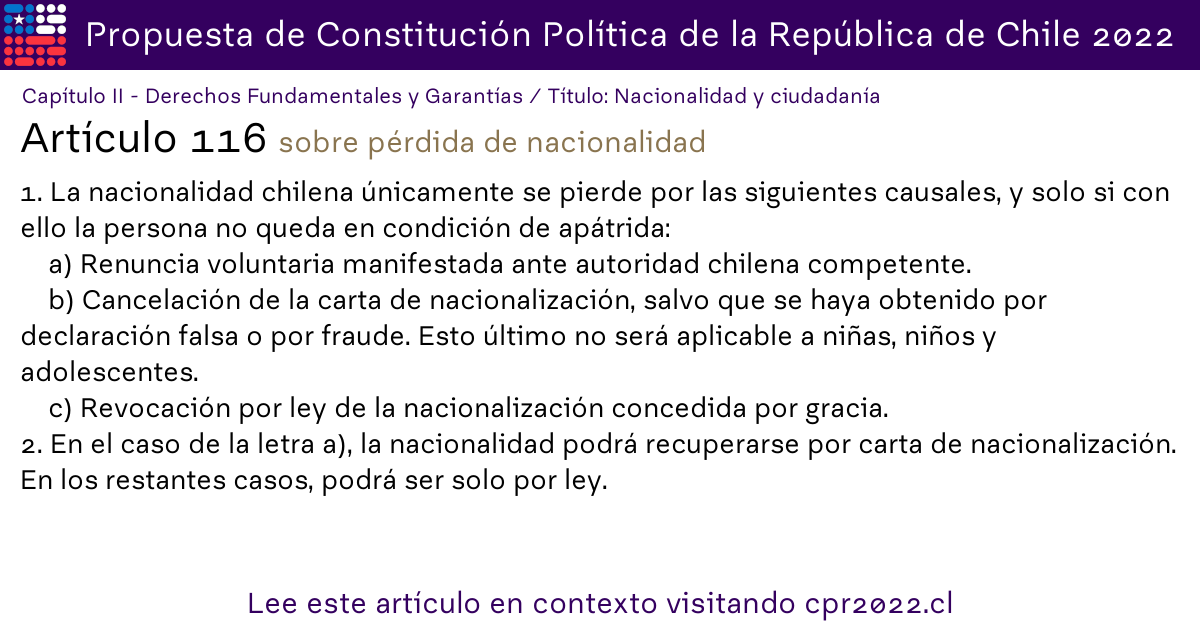 Propuesta de Constitución Política de la República de Chile 2022
Capítulo II - Derechos Fundamentales y Garantías / Título: Nacionalidad y ciudadanía
Artículo 116 sobre pérdida de nacionalidad
1. La nacionalidad chilena únicamente se pierde por las siguientes causales, y solo si con
ello la persona no queda en condición de apátrida:
a) Renuncia voluntaria manifestada ante autoridad chilena competente.
b) Cancelación de la carta de nacionalización, salvo que se haya obtenido por
declaración falsa o por fraude. Esto último no será aplicable a niñas, niños y
adolescentes.
c) Revocación por ley de la nacionalización concedida por gracia.
2. En el caso de la letra a), la nacionalidad podrá recuperarse por carta de nacionalización.
En los restantes casos, podrá ser solo por ley.
Lee este artículo en contexto visitando cpr2022.cl